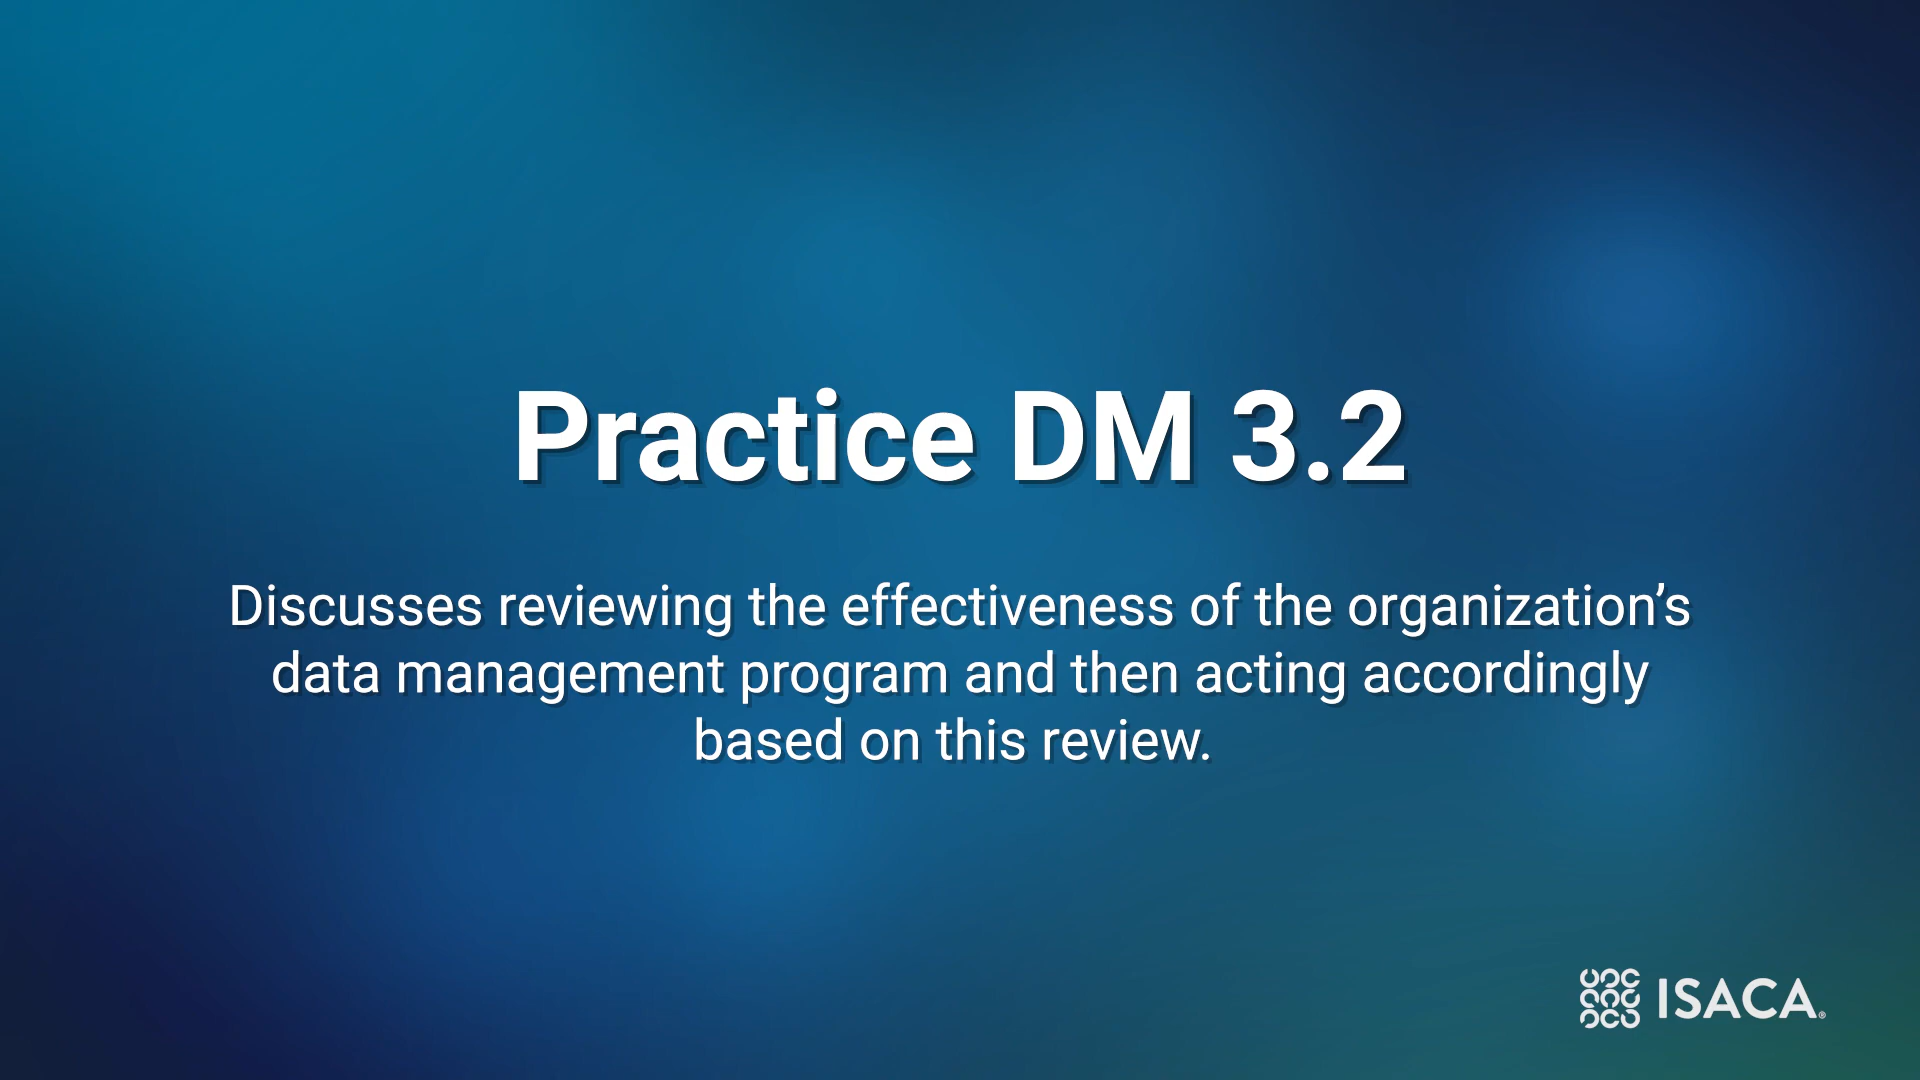 Practice DM 3.2
Discusses reviewing the effectiveness of the organization’s
data management program and then acting accordingly
based on this review.
ISACA®